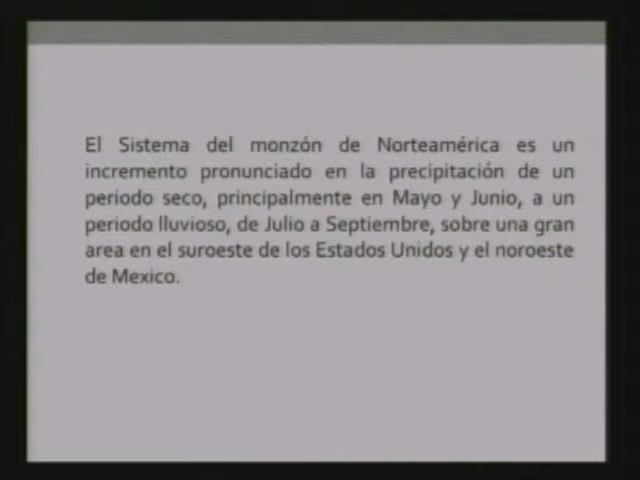 El Sistema del monzón de Norteamérica es un
incremento pronunciado en la precipitación de un
periodo seco, principalmente en Mayo y Junio, a un
periodo lluvioso, de Julio a Septiembre, sobre una gran
area en el suroeste de los Estados Unidos y el noroeste
de Mexico.